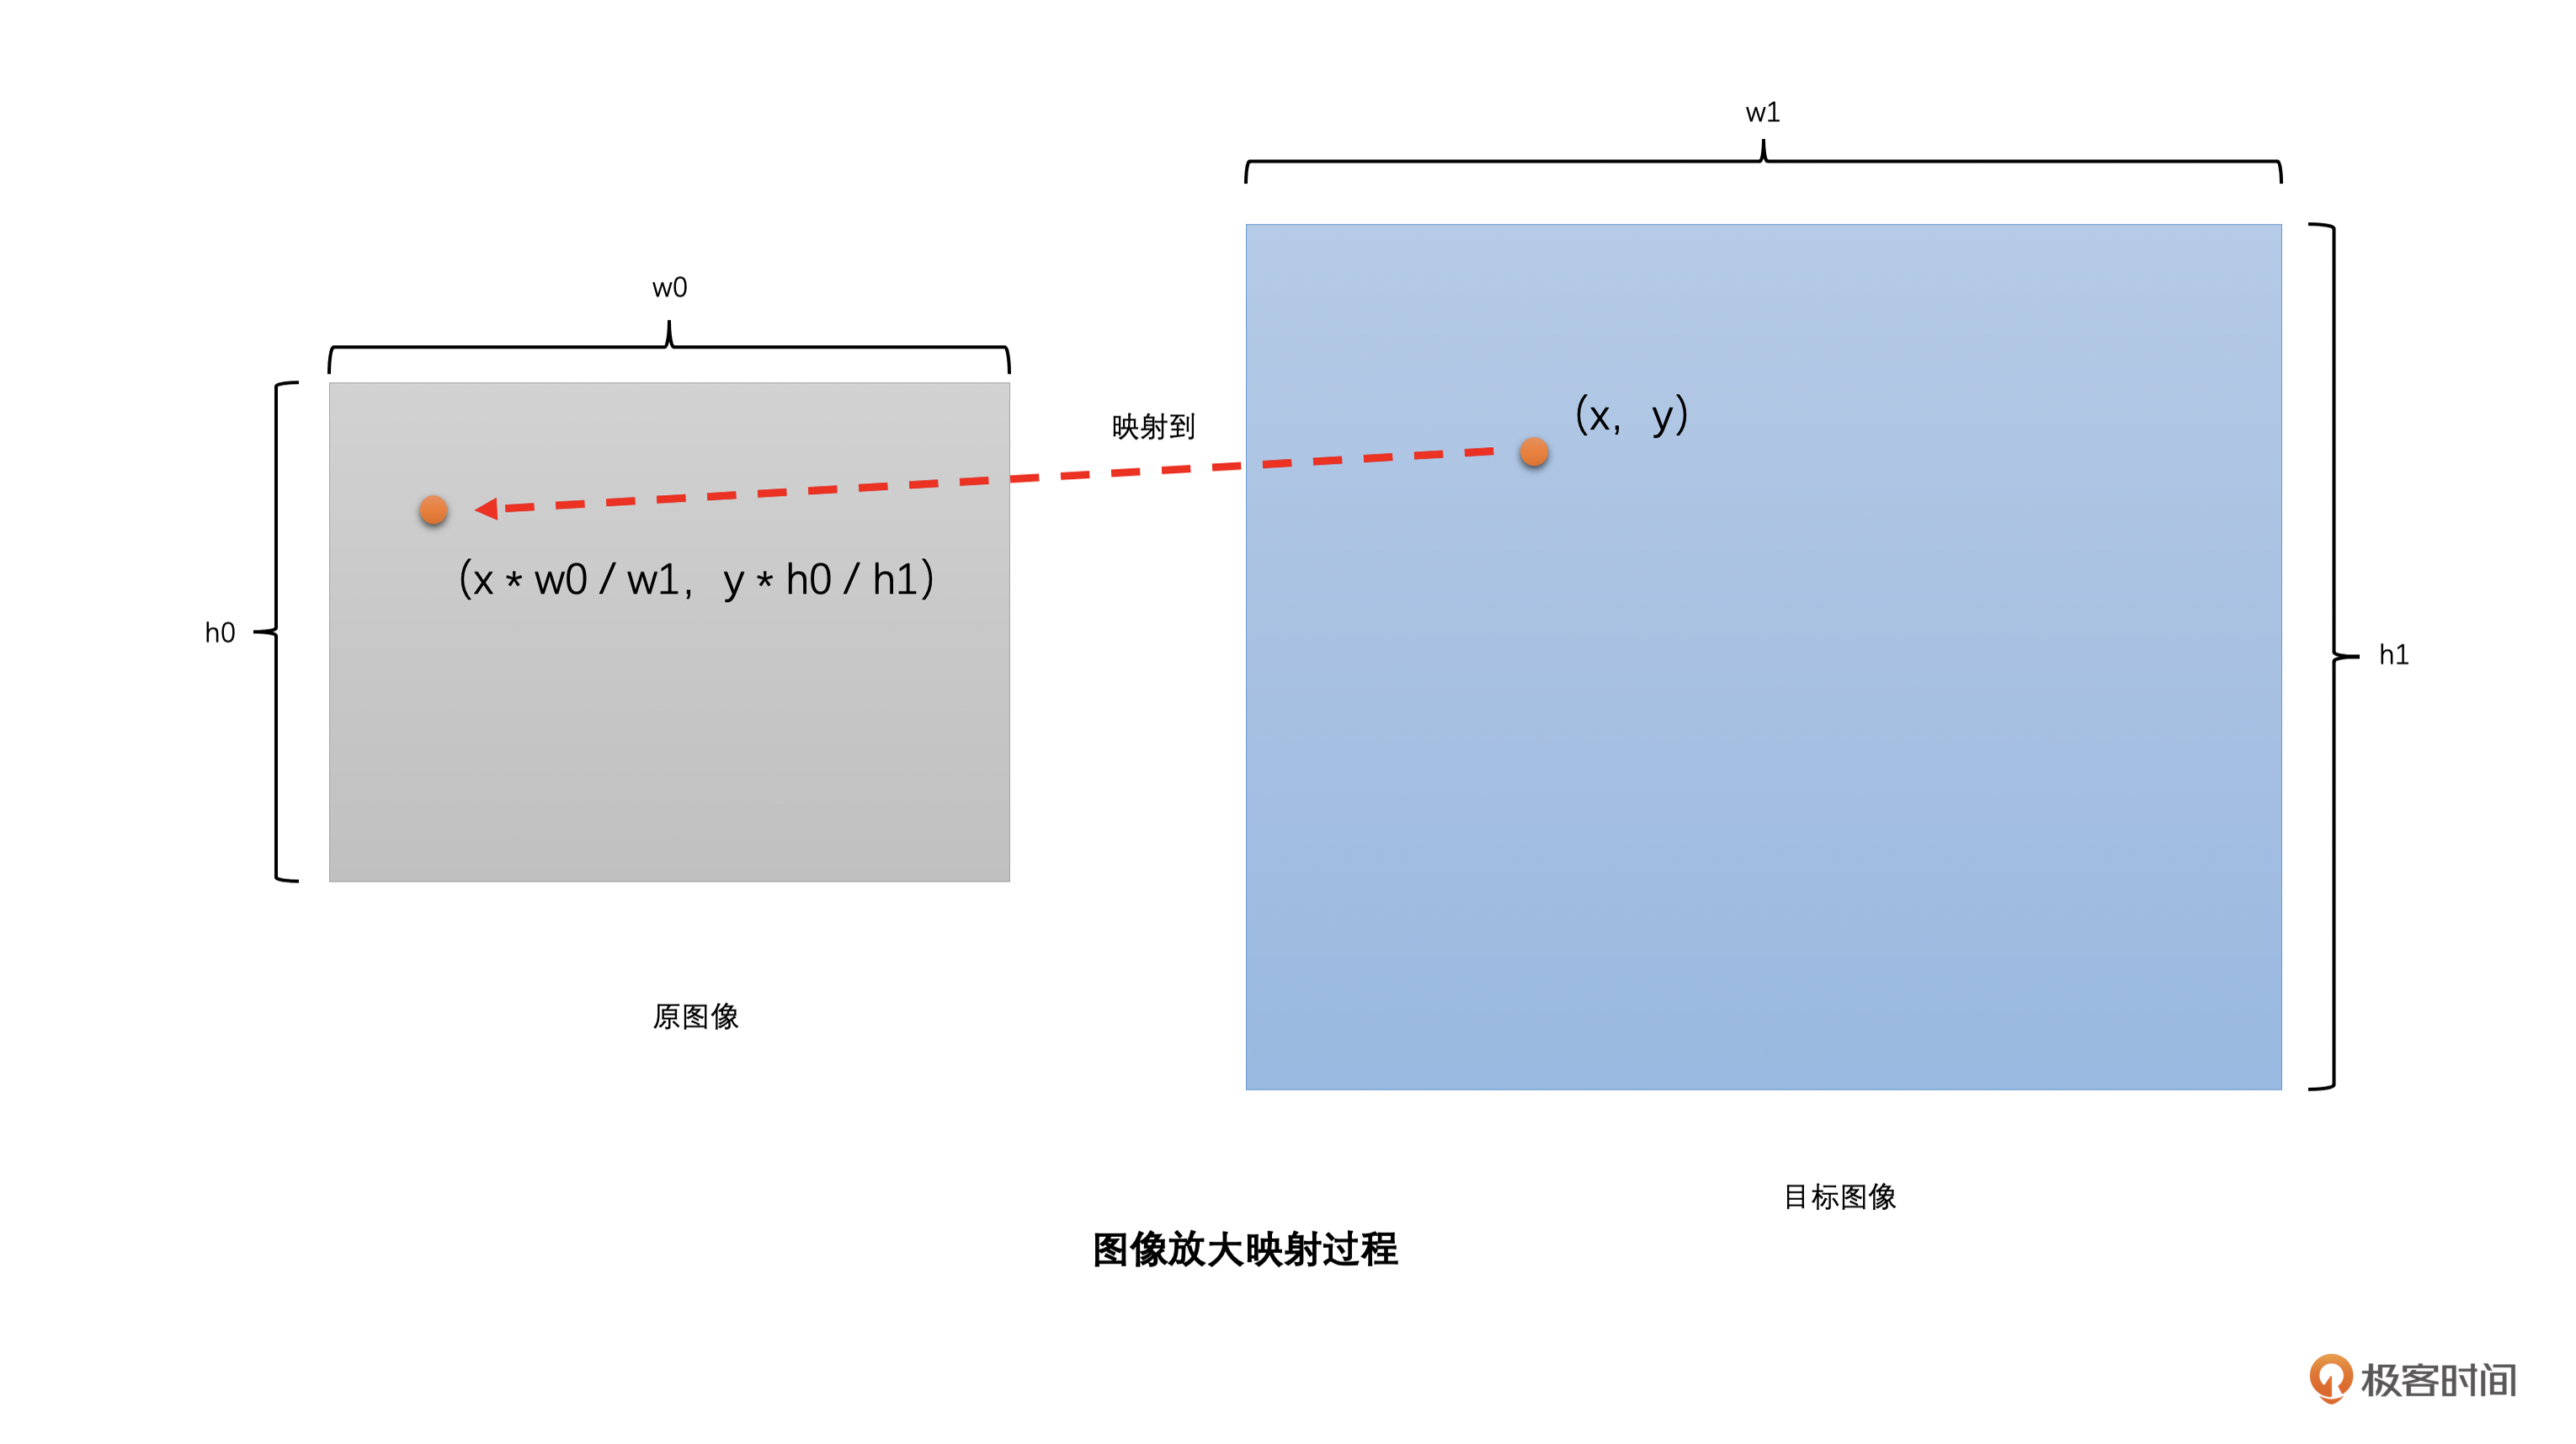 w1
w0
映射到
(x, y)
(x * w0 / w1, y * h0 / h1)
h0
h1
原图像
目标图像
图像放大映射过程
极客时间